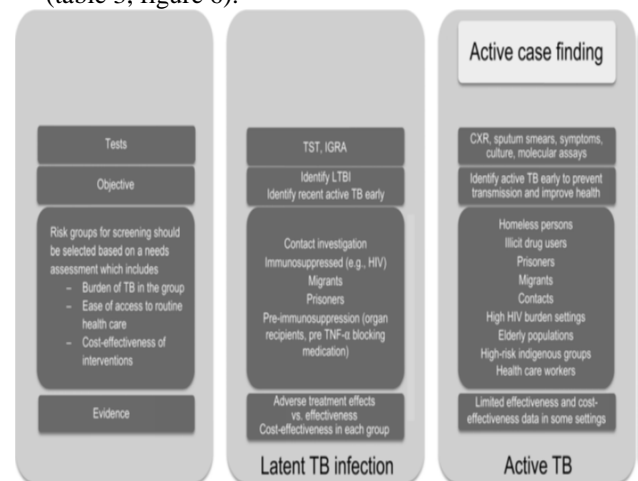 (table 3, figure 6).
Tests
Objective
Risk groups for screening should
be selected based on a needs
assessment which includes
– Burden of TB in the group
– Ease of access to routine
health care
– Cost-effectiveness of
interventions
Evidence
TST, IGRA
Identify LTBI
Identify recent active TB early
Contact investigation
Immunosuppressed (e.g., HIV)
Migrants
Prisoners
Pre-immunosuppression (organ
recipients, pre TNF-α blocking
medication)
Adverse treatment effects
vs. effectiveness
Cost-effectiveness in each group
Latent TB infection
Active case finding
CXR, sputum smears, symptoms,
culture, molecular assays
Identify active TB early to prevent
transmission and improve health
Homeless persons
Illicit drug users
Prisoners
Migrants
Contacts
High HIV burden settings
Elderly populations
High-risk indigenous groups
Health care workers
Limited effectiveness and cost-
effectiveness data in some settings
Active TB